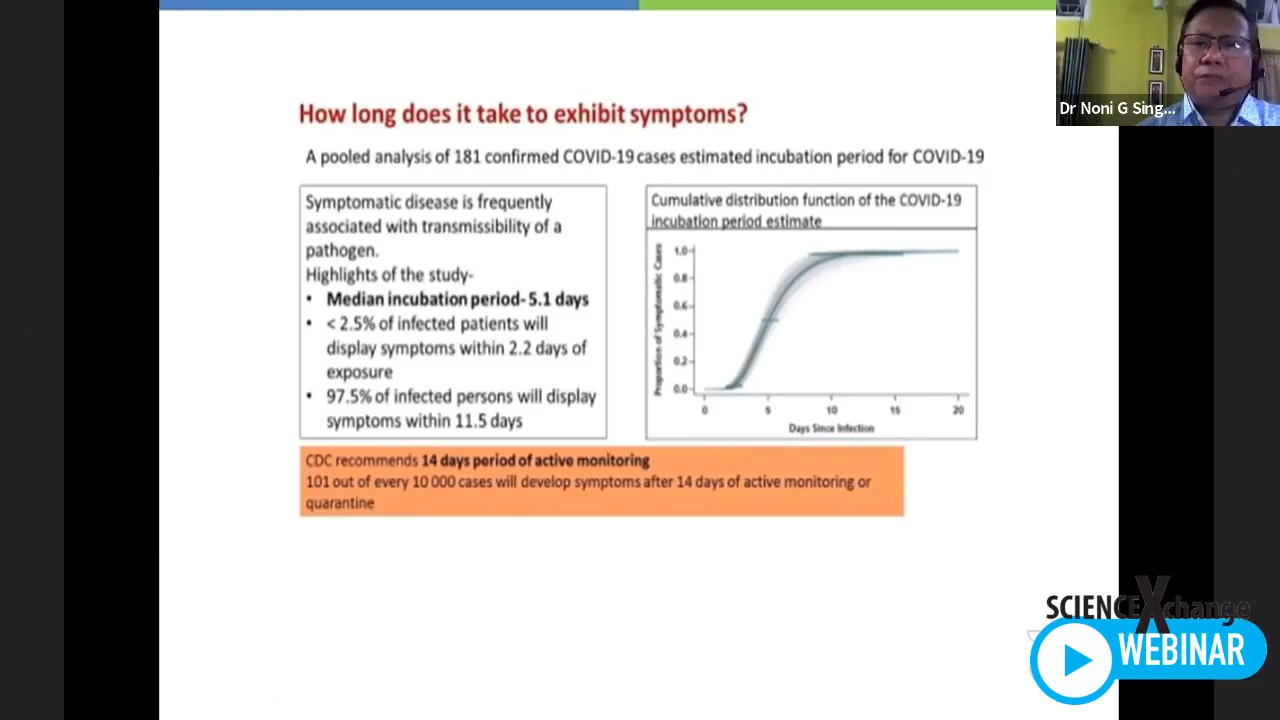 How long does it take to exhibit symptoms?
A pooled analysis of 181 confirmed COVID-19 cases estimated incubation period for COVID-19
Symptomatic disease is frequently
associated with transmissibility of a
pathogen.
Highlights of the study-
• Median incubation period- 5.1 days
• < 2.5% of infected patients will
display symptoms within 2.2 days of
exposure
• 97.5% of infected persons will display
symptoms within 11.5 days
Cumulative distribution function of the COVID-19
incubation period estimate
Proportion of Symptomatic Cases
1.0
0.8
0.6
0.4
0.2
0.0
0 5 10 15 20
Days Since Infection
CDC recommends 14 days period of active monitoring
101 out of every 10 000 cases will develop symptoms after 14 days of active monitoring or
quarantine
Dr Noni G Sing...
SCIENCEXchange
WEBINAR